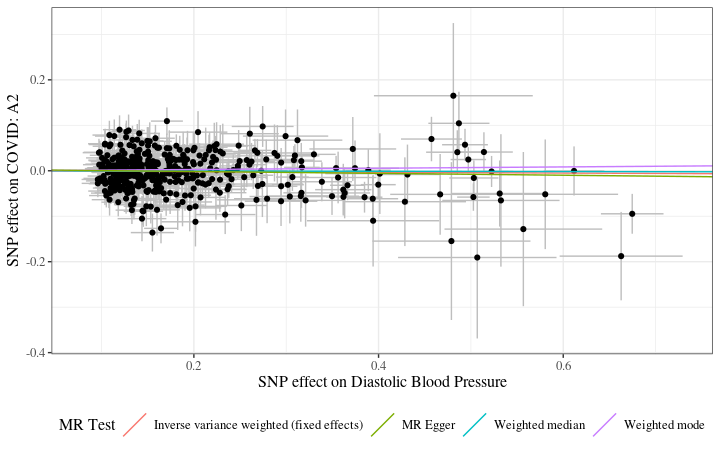 SNP effect on COVID: A2
0.2
0.0
-0.2
-0.4
0.2
0.4
0.6
SNP effect on Diastolic Blood Pressure
MR Test
Inverse variance weighted (fixed effects)
MR Egger
Weighted median
Weighted mode